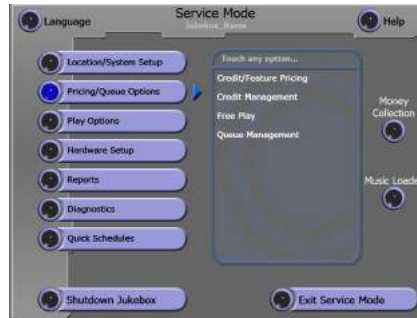 Language
Service Mode
Jukebox_Name
Help
Location/System Setup
Touch any option...
Pricing/Queue Options
Credit/Feature Pricing
Credit Management
Play Options
Free Play
Queue Management
Money
Collection
Hardware Setup
Reports
Music Loade
Diagnostics
Quick Schedules
Shutdown Jukebox
Exit Service Mode